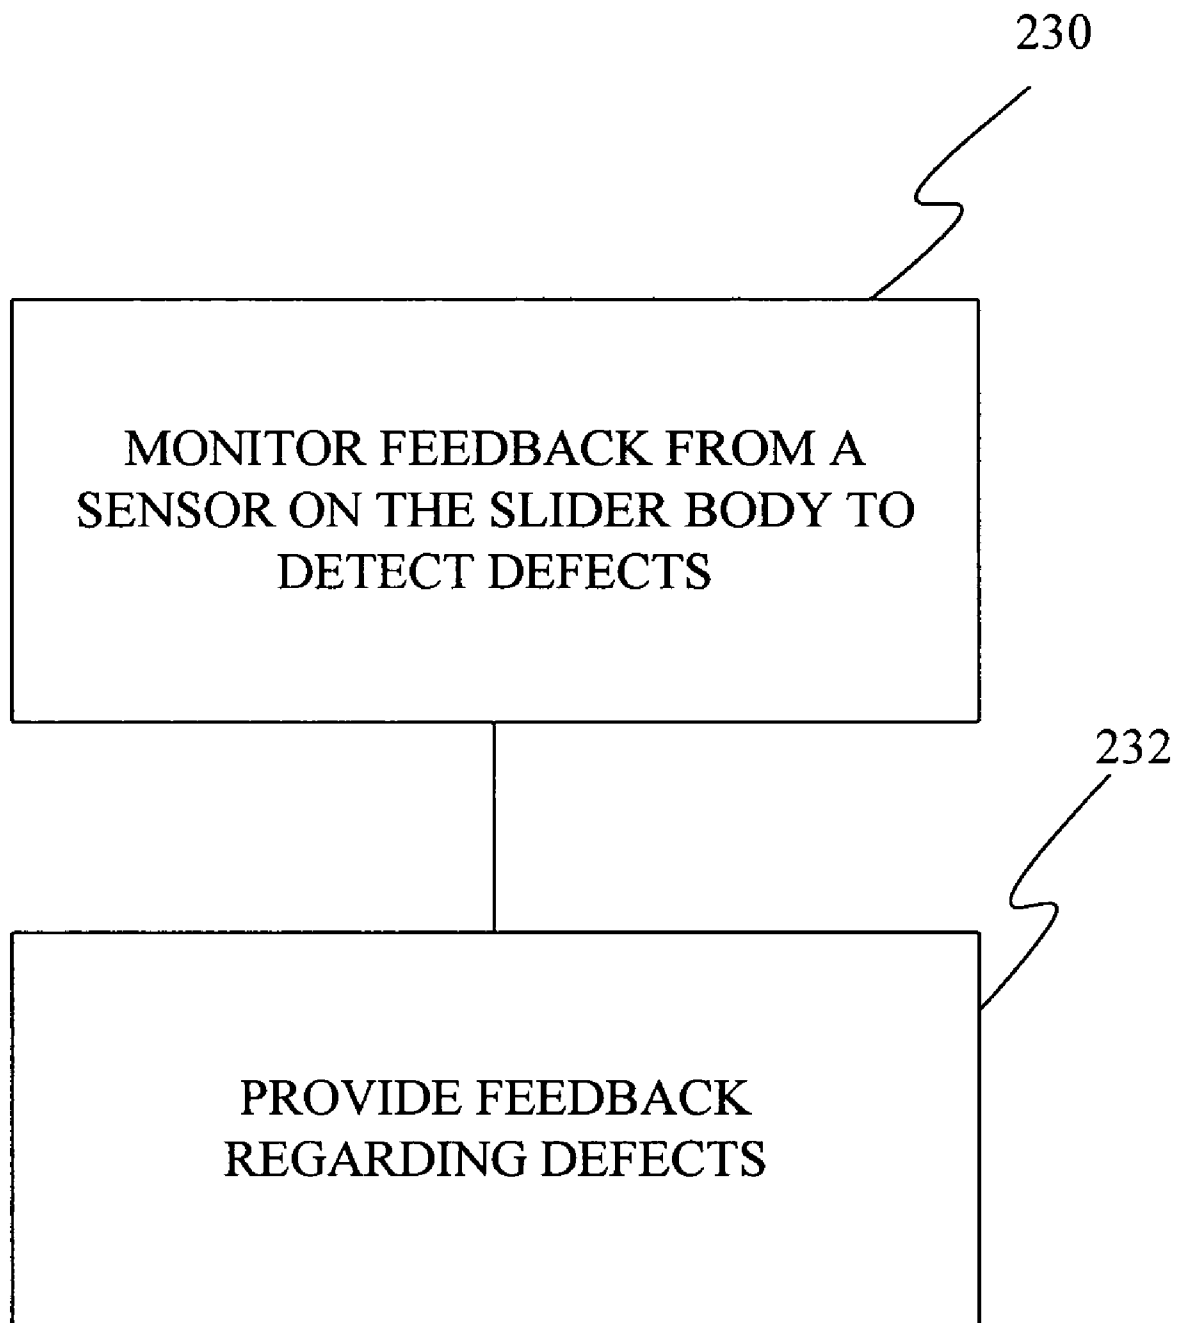 230
MONITOR FEEDBACK FROM A
SENSOR ON THE SLIDER BODY TO
DETECT DEFECTS
232
PROVIDE FEEDBACK
REGARDING DEFECTS